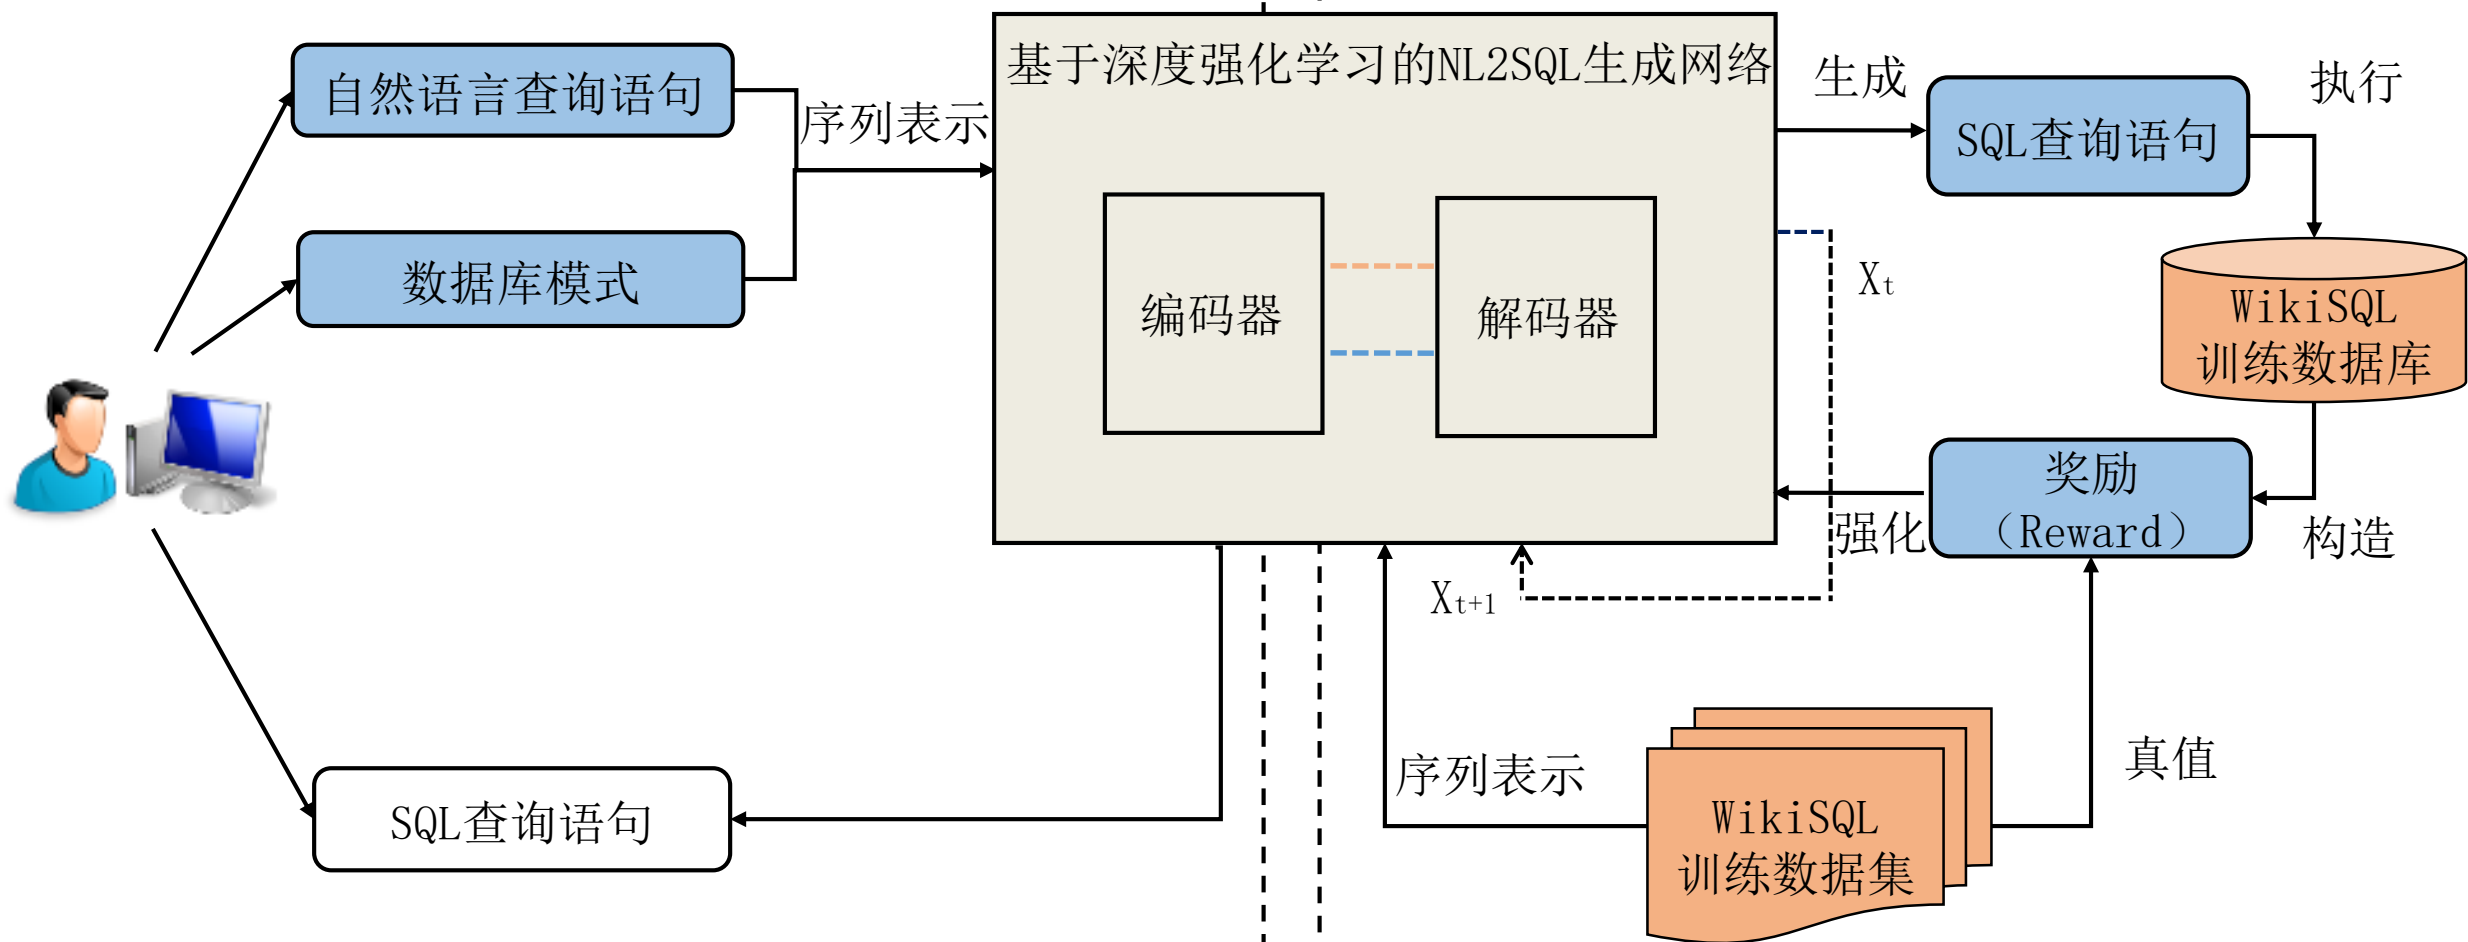 基于深度强化学习的NL2SQL生成网络
自然语言查询语句
序列表示
数据库模式
编码器
解码器
生成
SQL查询语句
执行
Xt
WikiSQL
训练数据库
奖励
（Reward）
强化
构造
Xt+1
SQL查询语句
序列表示
WikiSQL
训练数据集
真值